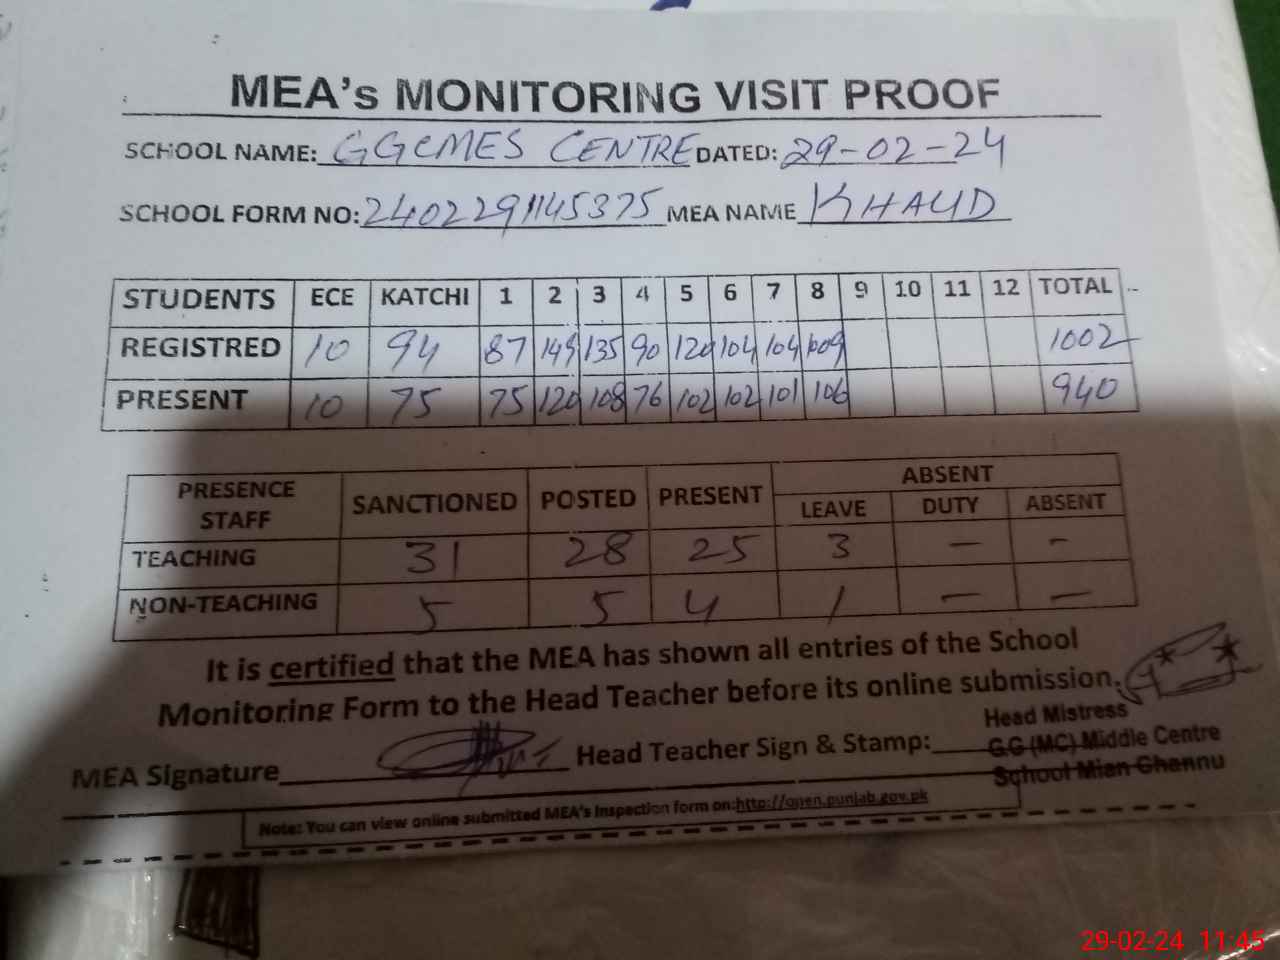 MEA's MONITORING VISIT PROOF
SCHOOL NAME: GGCMES CENTRE DATED: 29-02-24
SCHOOL FORM NO: 2402291145375 MEA NAME KHALID
STUDENTS ECE KATCHI 1 2 3 4 5 6 7 8 9 10 11 12 TOTAL
REGISTRED 10 94 87 149 135 90 120 104 104 109 1002
PRESENT 10 75 75 120 108 76 102 102 101 106 940
PRESENCE STAFF SANCTIONED POSTED PRESENT ABSENT
LEAVE DUTY ABSENT
TEACHING 31 28 25 3 — -
NON-TEACHING 5 5 4 1 — —
It is certified that the MEA has shown all entries of the School
Monitoring Form to the Head Teacher before its online submission.
MEA Signature Head Teacher Sign & Stamp:
Head Mistress
G.G (MC) Middle Centre
School Mian Channu
Note: You can view online submitted MEA's Inspection form on:http://open.punjab.gov.pk
29-02-24 11:45